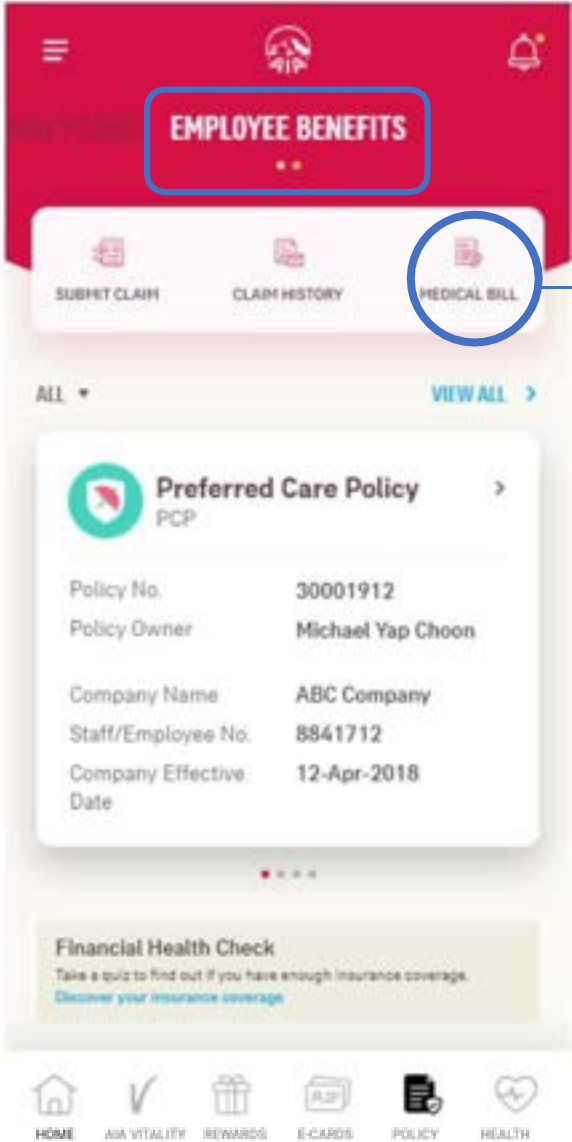 AIA
EMPLOYEE BENEFITS
SUBMIT CLAIM
CLAIM HISTORY
MEDICAL BILL
ALL
VIEW ALL
Preferred Care Policy
PCP
Policy No. 30001912
Policy Owner Michael Yap Choon
Company Name ABC Company
Staff/Employee No. 8841712
Company Effective 12-Apr-2018
Date
Financial Health Check
Take a quiz to find out if you have enough insurance coverage.
Discover your insurance coverage
HOME AIA VITALITY REWARDS E-CARDS POLICY HEALTH